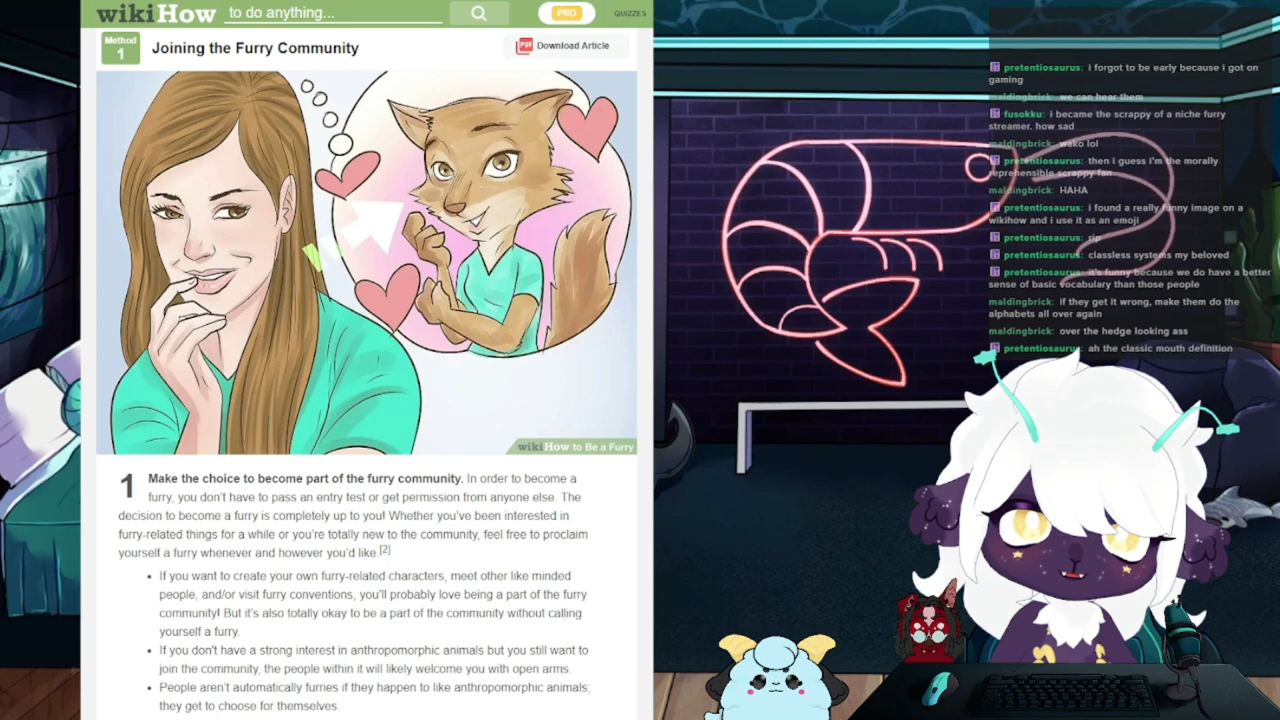 wikiHow to do anything... PRO QUIZZES
Method
1
Joining the Furry Community
PDF Download Article
wikiHow to Be a Furry
1 Make the choice to become part of the furry community. In order to become a
furry, you don't have to pass an entry test or get permission from anyone else. The
decision to become a furry is completely up to you! Whether you've been interested in
furry-related things for a while or you're totally new to the community, feel free to proclaim
yourself a furry whenever and however you'd like.[2]
• If you want to create your own furry-related characters, meet other like minded
people, and/or visit furry conventions, you'll probably love being a part of the furry
community! But it's also totally okay to be a part of the community without calling
yourself a furry.
• If you don't have a strong interest in anthropomorphic animals but you still want to
join the community, the people within it will likely welcome you with open arms.
• People aren't automatically furries if they happen to like anthropomorphic animals;
they get to choose for themselves.
pretentiosaurus: i forgot to be early because i got on
gaming
maldingbrick: we can hear them
fusokku: i became the scrappy of a niche furry
streamer. how sad
maldingbrick: wako lol
pretentiosaurus: then i guess i'm the morally
reprehensible scrappy fan
maldingbrick: HAHA
pretentiosaurus: i found a really funny image on a
wikihow and i use it as an emoji
pretentiosaurus: rip
pretentiosaurus: classless systems my beloved
pretentiosaurus: it's funny because we do have a better
sense of basic vocabulary than those people
maldingbrick: if they get it wrong, make them do the
alphabets all over again
maldingbrick: over the hedge looking ass
pretentiosaurus: ah the classic mouth definition